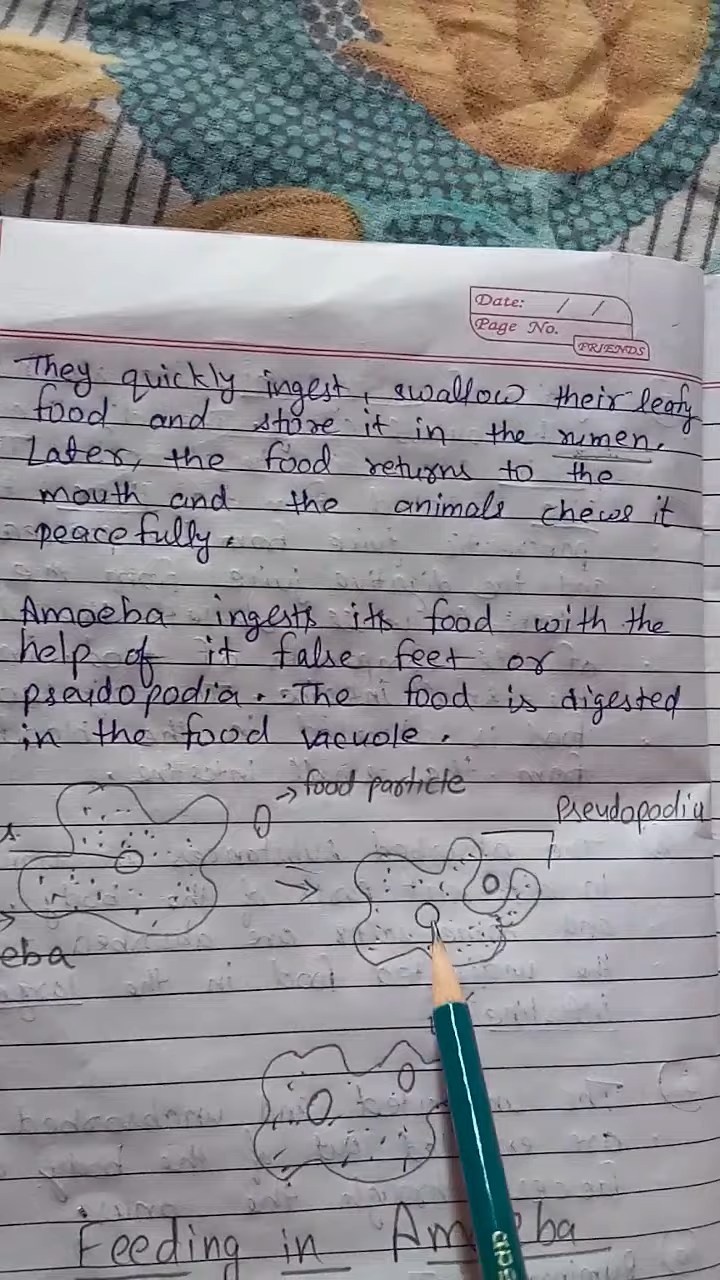 Date: / /
Page No.
FRIENDS
They quickly ingest, swallow their leafy
food and store it in the rumen.
Later, the food returns to the
mouth and the animals chews it
peacefully.
Amoeba ingests its food with the
help of it false feet or
pseudopodia. The food is digested
in the food vacuole.
→ food particle
Pseudopodia
eba
Feeding in Am ba